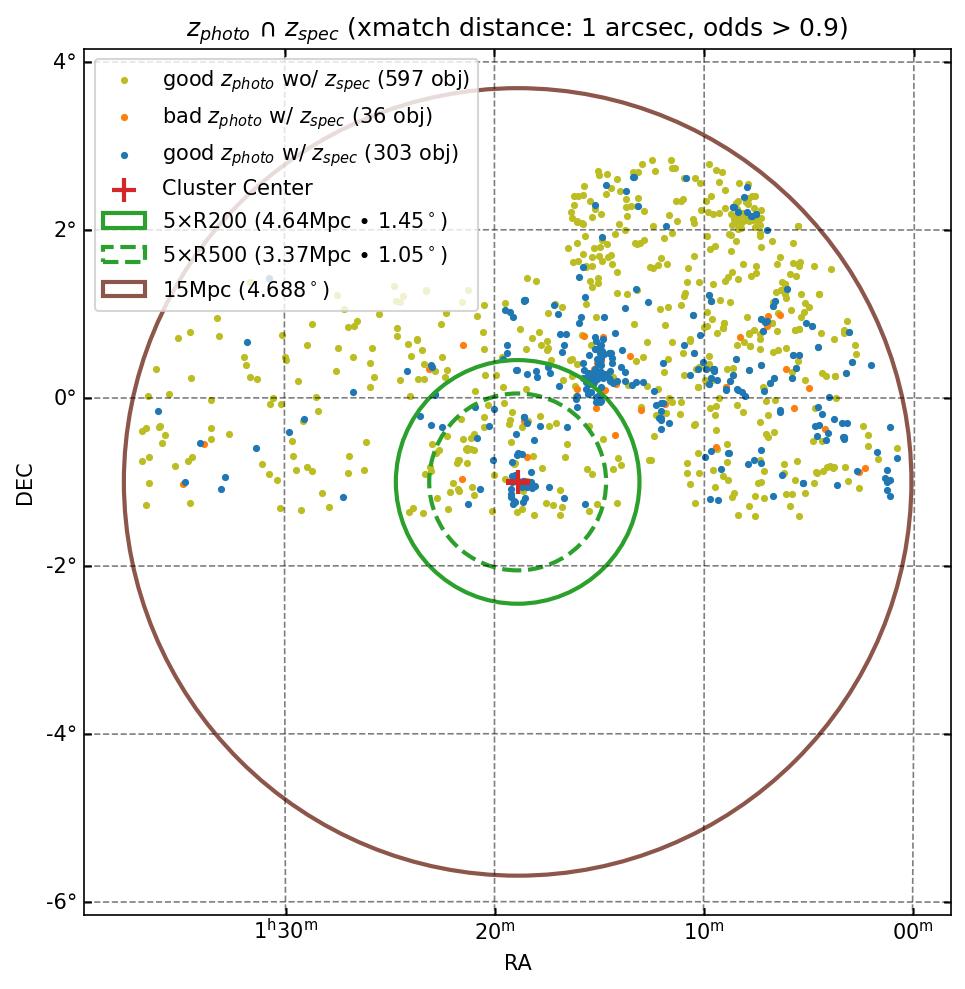 z_photo ∩ z_spec (xmatch distance: 1 arcsec, odds > 0.9)
good z_photo wo/ z_spec (597 obj)
bad z_photo w/ z_spec (36 obj)
good z_photo w/ z_spec (303 obj)
Cluster Center
5×R200 (4.64Mpc • 1.45°)
5×R500 (3.37Mpc • 1.05°)
15Mpc (4.688°)
4°
2°
0°
-2°
-4°
-6°
DEC
1ʰ30ᵐ 20ᵐ 10ᵐ 00ᵐ
RA